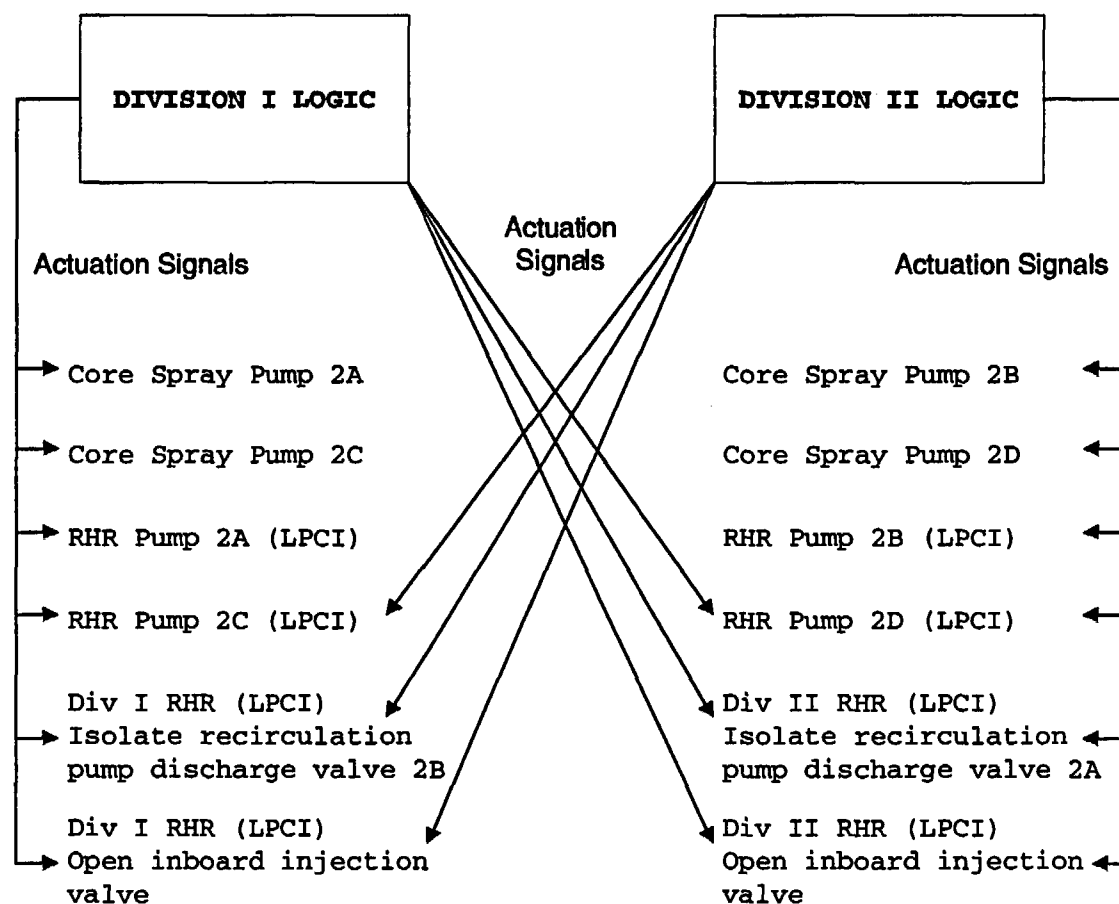 DIVISION I LOGIC
DIVISION II LOGIC
Actuation
Signals
Actuation Signals
Actuation Signals
Core Spray Pump 2A
Core Spray Pump 2B
Core Spray Pump 2C
Core Spray Pump 2D
RHR Pump 2A (LPCI)
RHR Pump 2B (LPCI)
RHR Pump 2C (LPCI)
RHR Pump 2D (LPCI)
Div I RHR (LPCI)
Isolate recirculation
pump discharge valve 2B
Div II RHR (LPCI)
Isolate recirculation
pump discharge valve 2A
Div I RHR (LPCI)
Open inboard injection
valve
Div II RHR (LPCI)
Open inboard injection
valve